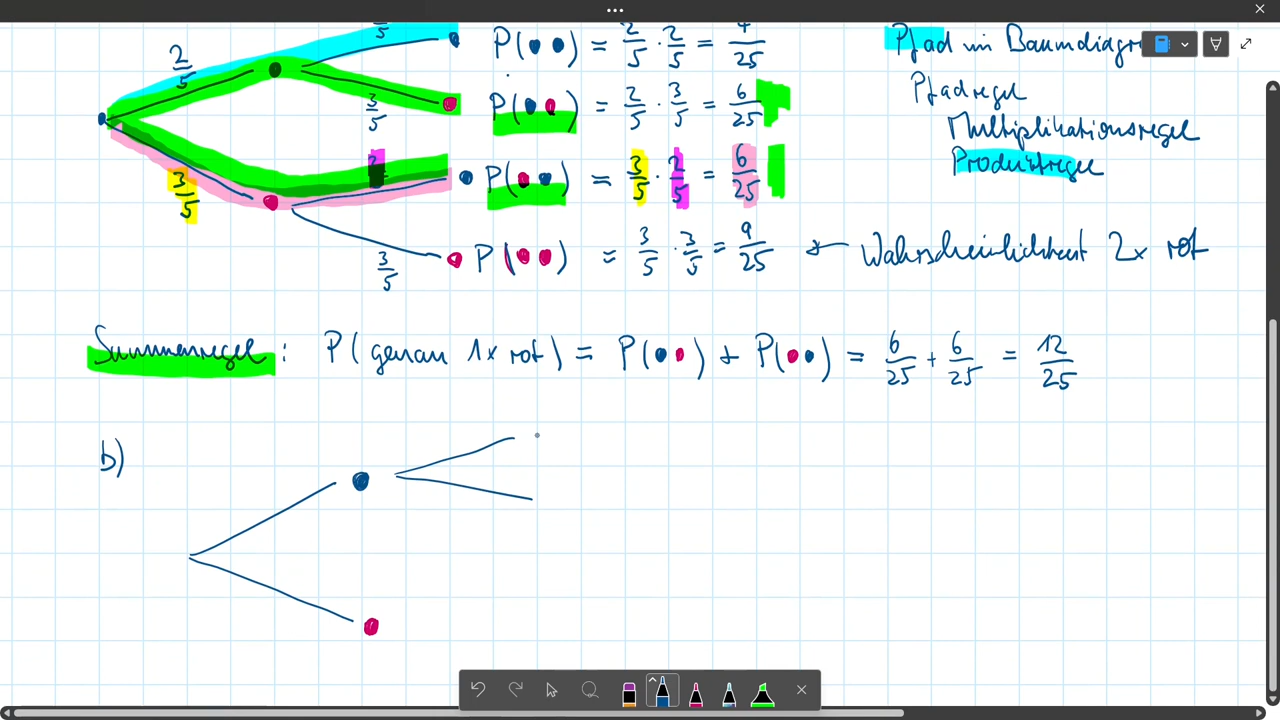 2/5
/5
P(●●) = 2/5 · 2/5 = 4/25
Pfad im Baumdiagr
3/5
P(●●) = 2/5 · 3/5 = 6/25
Pfadregel
Multiplikationsregel
Produktregel
3/5
P(●●) = 3/5 · 2/5 = 6/25
3/5
P(●●) = 3/5 · 3/5 = 9/25 ← Wahrscheinlichkeit 2x rot
Summenregel: P(genau 1x rot) = P(●●) + P(●●) = 6/25 + 6/25 = 12/25
b)